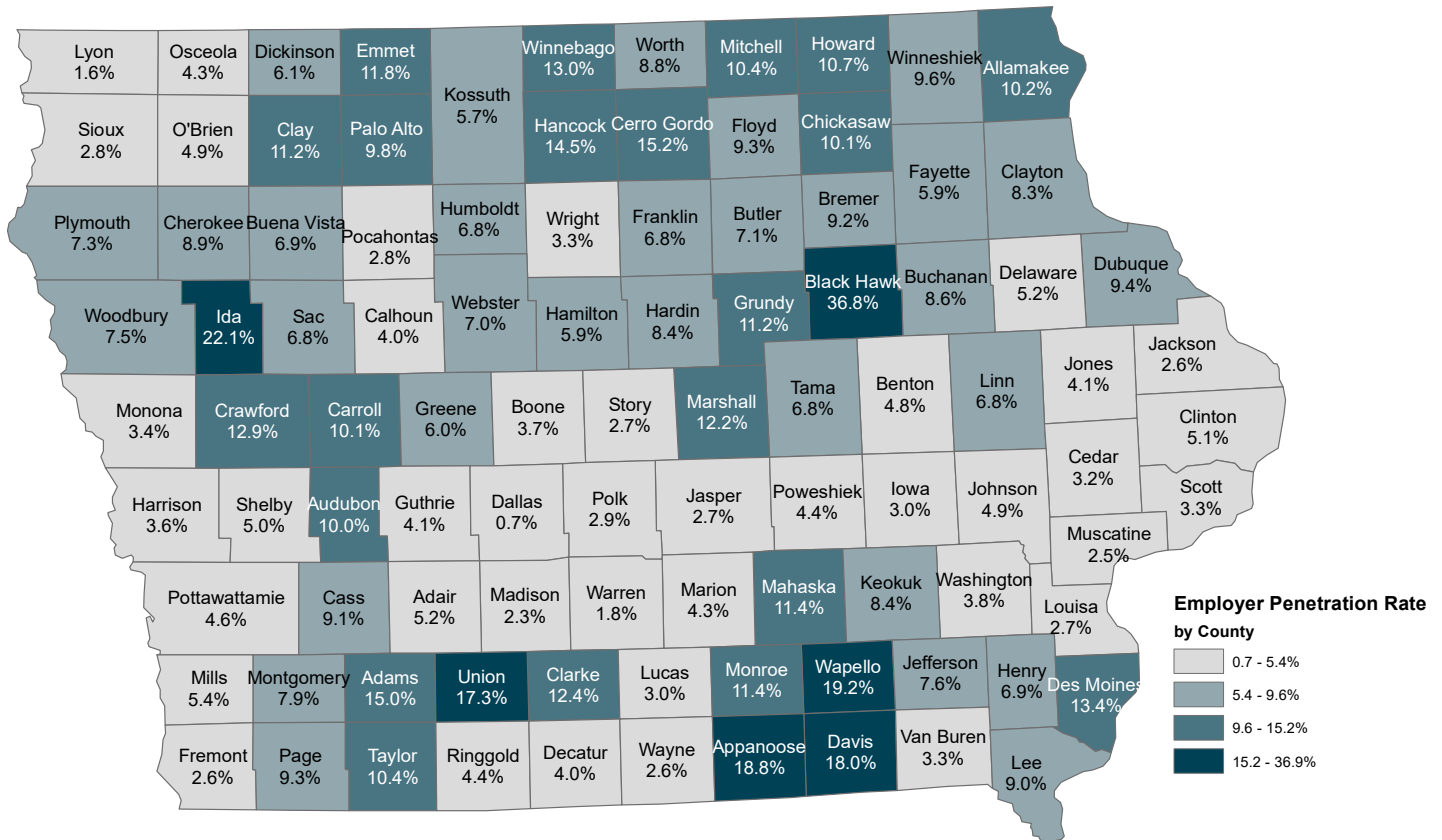 Lyon
1.6%
Osceola
4.3%
Dickinson
6.1%
Emmet
11.8%
Kossuth
5.7%
Winnebago
13.0%
Worth
8.8%
Mitchell
10.4%
Howard
10.7%
Winneshiek
9.6%
Allamakee
10.2%
Sioux
2.8%
O'Brien
4.9%
Clay
11.2%
Palo Alto
9.8%
Hancock
14.5%
Cerro Gordo
15.2%
Floyd
9.3%
Chickasaw
10.1%
Fayette
5.9%
Clayton
8.3%
Plymouth
7.3%
Cherokee
8.9%
Buena Vista
6.9%
Pocahontas
2.8%
Humboldt
6.8%
Wright
3.3%
Franklin
6.8%
Butler
7.1%
Bremer
9.2%
Woodbury
7.5%
Ida
22.1%
Sac
6.8%
Calhoun
4.0%
Webster
7.0%
Hamilton
5.9%
Hardin
8.4%
Grundy
11.2%
Black Hawk
36.8%
Buchanan
8.6%
Delaware
5.2%
Dubuque
9.4%
Monona
3.4%
Crawford
12.9%
Carroll
10.1%
Greene
6.0%
Boone
3.7%
Story
2.7%
Marshall
12.2%
Tama
6.8%
Benton
4.8%
Linn
6.8%
Jones
4.1%
Jackson
2.6%
Clinton
5.1%
Cedar
3.2%
Scott
3.3%
Harrison
3.6%
Shelby
5.0%
Audubon
10.0%
Guthrie
4.1%
Dallas
0.7%
Polk
2.9%
Jasper
2.7%
Poweshiek
4.4%
Iowa
3.0%
Johnson
4.9%
Muscatine
2.5%
Pottawattamie
4.6%
Cass
9.1%
Adair
5.2%
Madison
2.3%
Warren
1.8%
Marion
4.3%
Mahaska
11.4%
Keokuk
8.4%
Washington
3.8%
Louisa
2.7%
Mills
5.4%
Montgomery
7.9%
Adams
15.0%
Union
17.3%
Clarke
12.4%
Lucas
3.0%
Monroe
11.4%
Wapello
19.2%
Jefferson
7.6%
Henry
6.9%
Des Moines
13.4%
Fremont
2.6%
Page
9.3%
Taylor
10.4%
Ringgold
4.4%
Decatur
4.0%
Wayne
2.6%
Appanoose
18.8%
Davis
18.0%
Van Buren
3.3%
Lee
9.0%
Employer Penetration Rate
by County
0.7 - 5.4%
5.4 - 9.6%
9.6 - 15.2%
15.2 - 36.9%